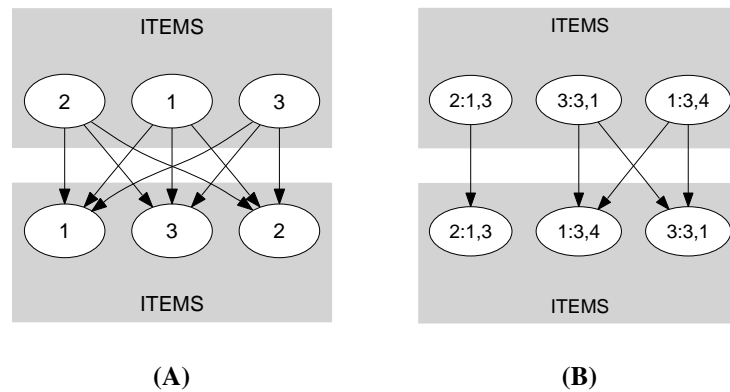 ITEMS ITEMS
2 1 3 2:1,3 3:3,1 1:3,4
1 3 2 2:1,3 1:3,4 3:3,1
ITEMS ITEMS
(A) (B)